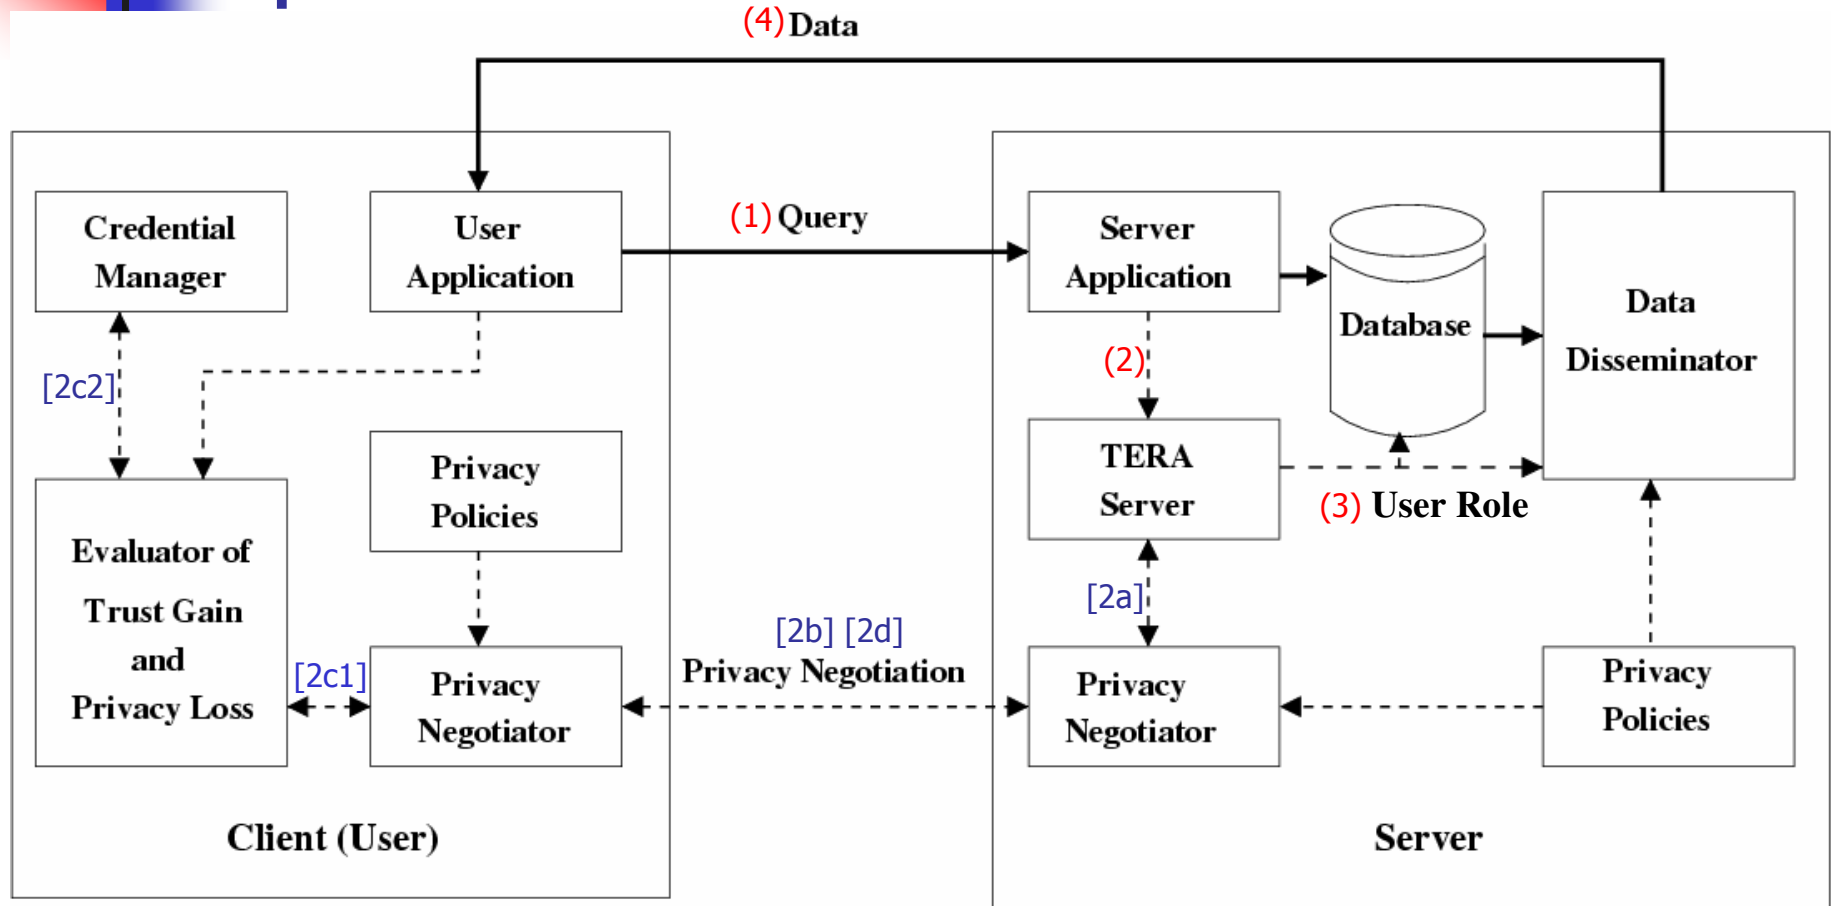 (4) Data
Credential
Manager
User
Application
(1) Query
Server
Application
Database
Data
Disseminator
[2c2]
(2)
Privacy
Policies
TERA
Server
(3) User Role
Evaluator of
Trust Gain
and
Privacy Loss
[2c1]
Privacy
Negotiator
[2b] [2d]
Privacy Negotiation
[2a]
Privacy
Negotiator
Privacy
Policies
Client (User)
Server